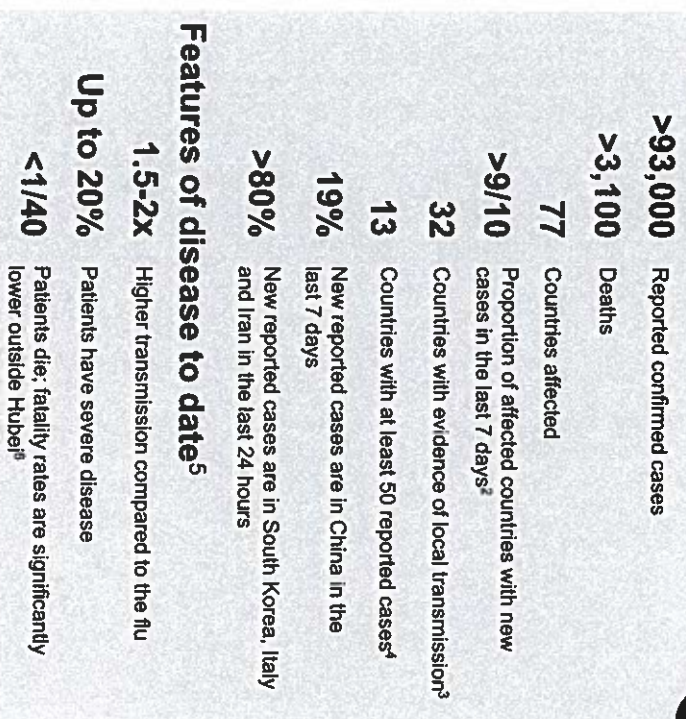 >93,000 Reported confirmed cases
>3,100 Deaths
77 Countries affected
>9/10 Proportion of affected countries with new
cases in the last 7 days²
32 Countries with evidence of local transmission³
13 Countries with at least 50 reported cases⁴
19% New reported cases are in China in the
last 7 days
>80% New reported cases are in South Korea, Italy
and Iran in the last 24 hours
Features of disease to date⁵
1.5-2x Higher transmission compared to the flu
Up to 20% Patients have severe disease
<1/40 Patients die; fatality rates are significantly
lower outside Hubei⁶